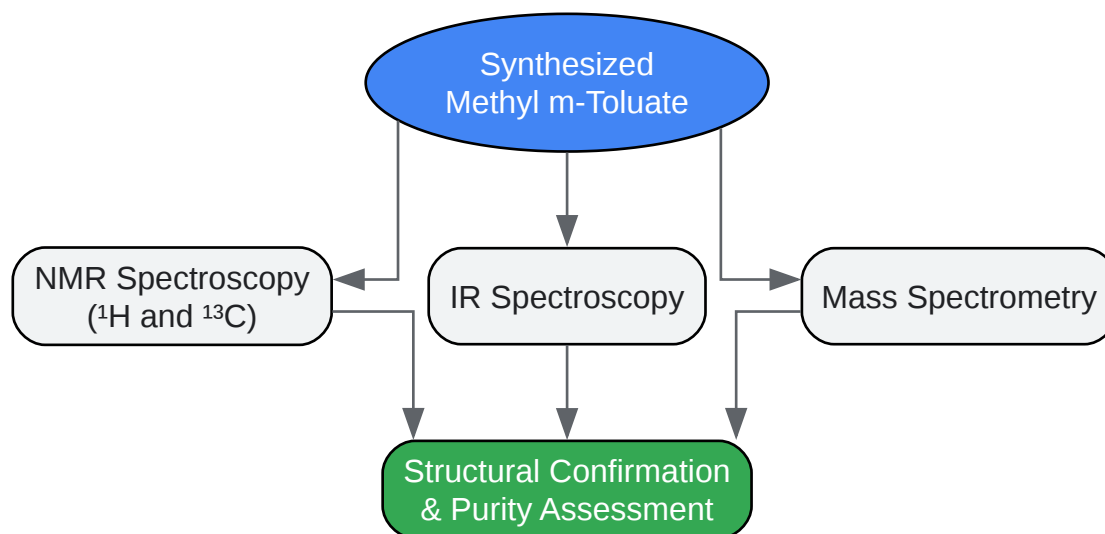 Synthesized
Methyl m-Toluate
NMR Spectroscopy
(¹H and ¹³C)
IR Spectroscopy
Mass Spectrometry
Structural Confirmation
& Purity Assessment